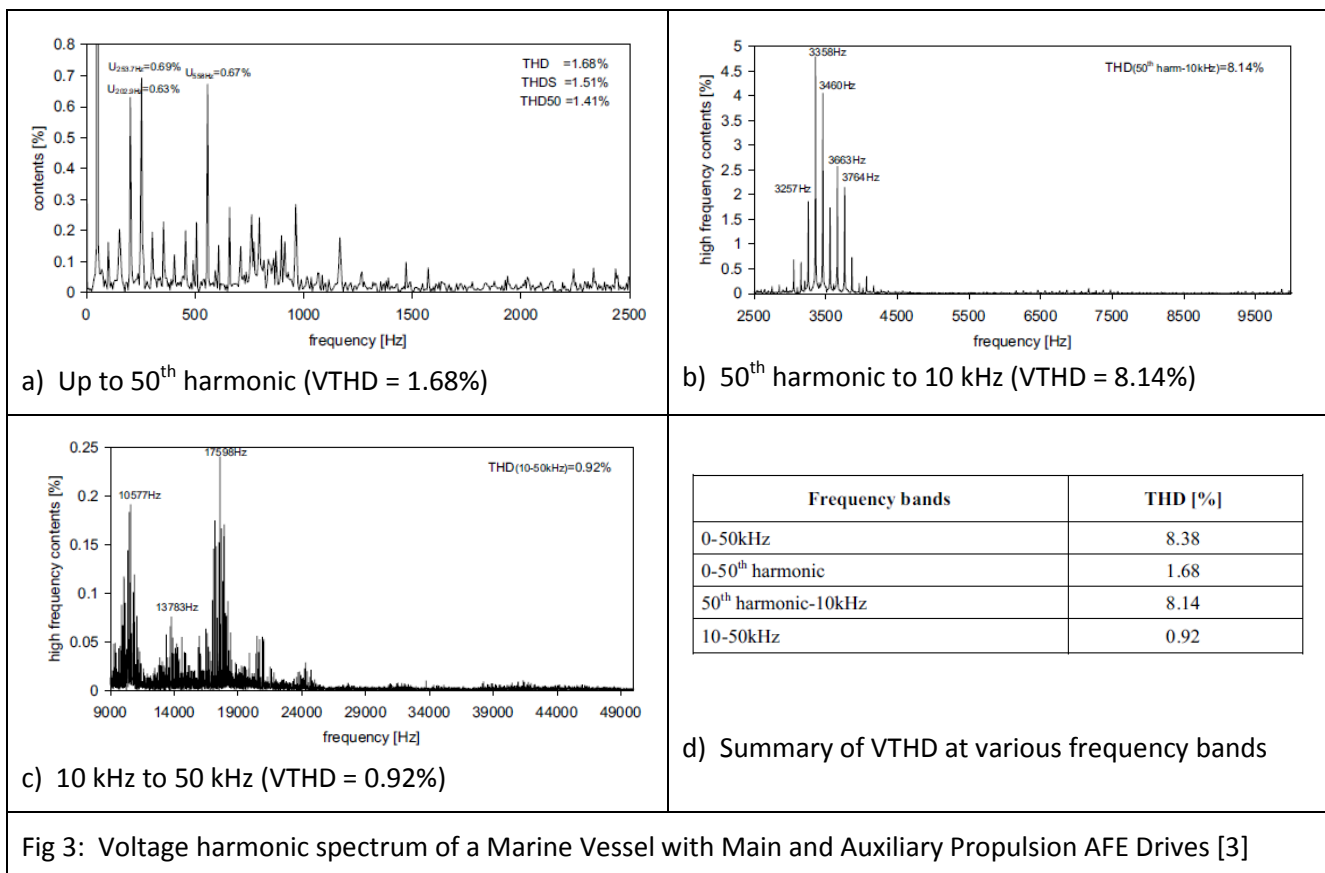 0.8
0.7
0.6
0.5
0.4
0.3
0.2
0.1
0
contents [%]
U253.7Hz=0.69%
U202.9Hz=0.63%
U558Hz=0.67%
THD =1.68%
THDS =1.51%
THD50 =1.41%
0 500 1000 1500 2000 2500
frequency [Hz]
a) Up to 50th harmonic (VTHD = 1.68%)
5
4.5
4
3.5
3
2.5
2
1.5
1
0.5
0
high frequency contents [%]
3358Hz
3460Hz
3663Hz
3764Hz
3257Hz
THD(50th harm-10kHz)=8.14%
2500 3500 4500 5500 6500 7500 8500 9500
frequency [Hz]
b) 50th harmonic to 10 kHz (VTHD = 8.14%)
0.25
0.2
0.15
0.1
0.05
0
high frequency contents [%]
17598Hz
10577Hz
13783Hz
THD(10-50kHz)=0.92%
9000 14000 19000 24000 29000 34000 39000 44000 49000
frequency [Hz]
c) 10 kHz to 50 kHz (VTHD = 0.92%)
Frequency bands THD [%]
0-50kHz 8.38
0-50th harmonic 1.68
50th harmonic-10kHz 8.14
10-50kHz 0.92
d) Summary of VTHD at various frequency bands
Fig 3: Voltage harmonic spectrum of a Marine Vessel with Main and Auxiliary Propulsion AFE Drives [3]